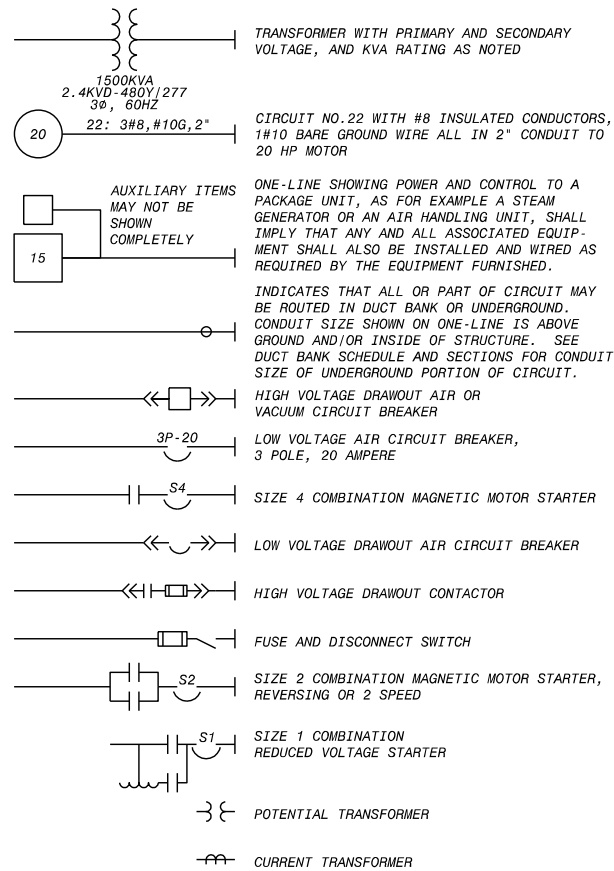 TRANSFORMER WITH PRIMARY AND SECONDARY
VOLTAGE, AND KVA RATING AS NOTED
1500KVA
2.4KVD-480Y/277
3Ø, 60HZ
20
22: 3#8,#10G,2"
CIRCUIT NO.22 WITH #8 INSULATED CONDUCTORS,
1#10 BARE GROUND WIRE ALL IN 2" CONDUIT TO
20 HP MOTOR
AUXILIARY ITEMS
MAY NOT BE
SHOWN
COMPLETELY
15
ONE-LINE SHOWING POWER AND CONTROL TO A
PACKAGE UNIT, AS FOR EXAMPLE A STEAM
GENERATOR OR AN AIR HANDLING UNIT, SHALL
IMPLY THAT ANY AND ALL ASSOCIATED EQUIP-
MENT SHALL ALSO BE INSTALLED AND WIRED AS
REQUIRED BY THE EQUIPMENT FURNISHED.
INDICATES THAT ALL OR PART OF CIRCUIT MAY
BE ROUTED IN DUCT BANK OR UNDERGROUND.
CONDUIT SIZE SHOWN ON ONE-LINE IS ABOVE
GROUND AND/OR INSIDE OF STRUCTURE. SEE
DUCT BANK SCHEDULE AND SECTIONS FOR CONDUIT
SIZE OF UNDERGROUND PORTION OF CIRCUIT.
HIGH VOLTAGE DRAWOUT AIR OR
VACUUM CIRCUIT BREAKER
3P-20
LOW VOLTAGE AIR CIRCUIT BREAKER,
3 POLE, 20 AMPERE
S4
SIZE 4 COMBINATION MAGNETIC MOTOR STARTER
LOW VOLTAGE DRAWOUT AIR CIRCUIT BREAKER
HIGH VOLTAGE DRAWOUT CONTACTOR
FUSE AND DISCONNECT SWITCH
S2
SIZE 2 COMBINATION MAGNETIC MOTOR STARTER,
REVERSING OR 2 SPEED
S1
SIZE 1 COMBINATION
REDUCED VOLTAGE STARTER
POTENTIAL TRANSFORMER
CURRENT TRANSFORMER